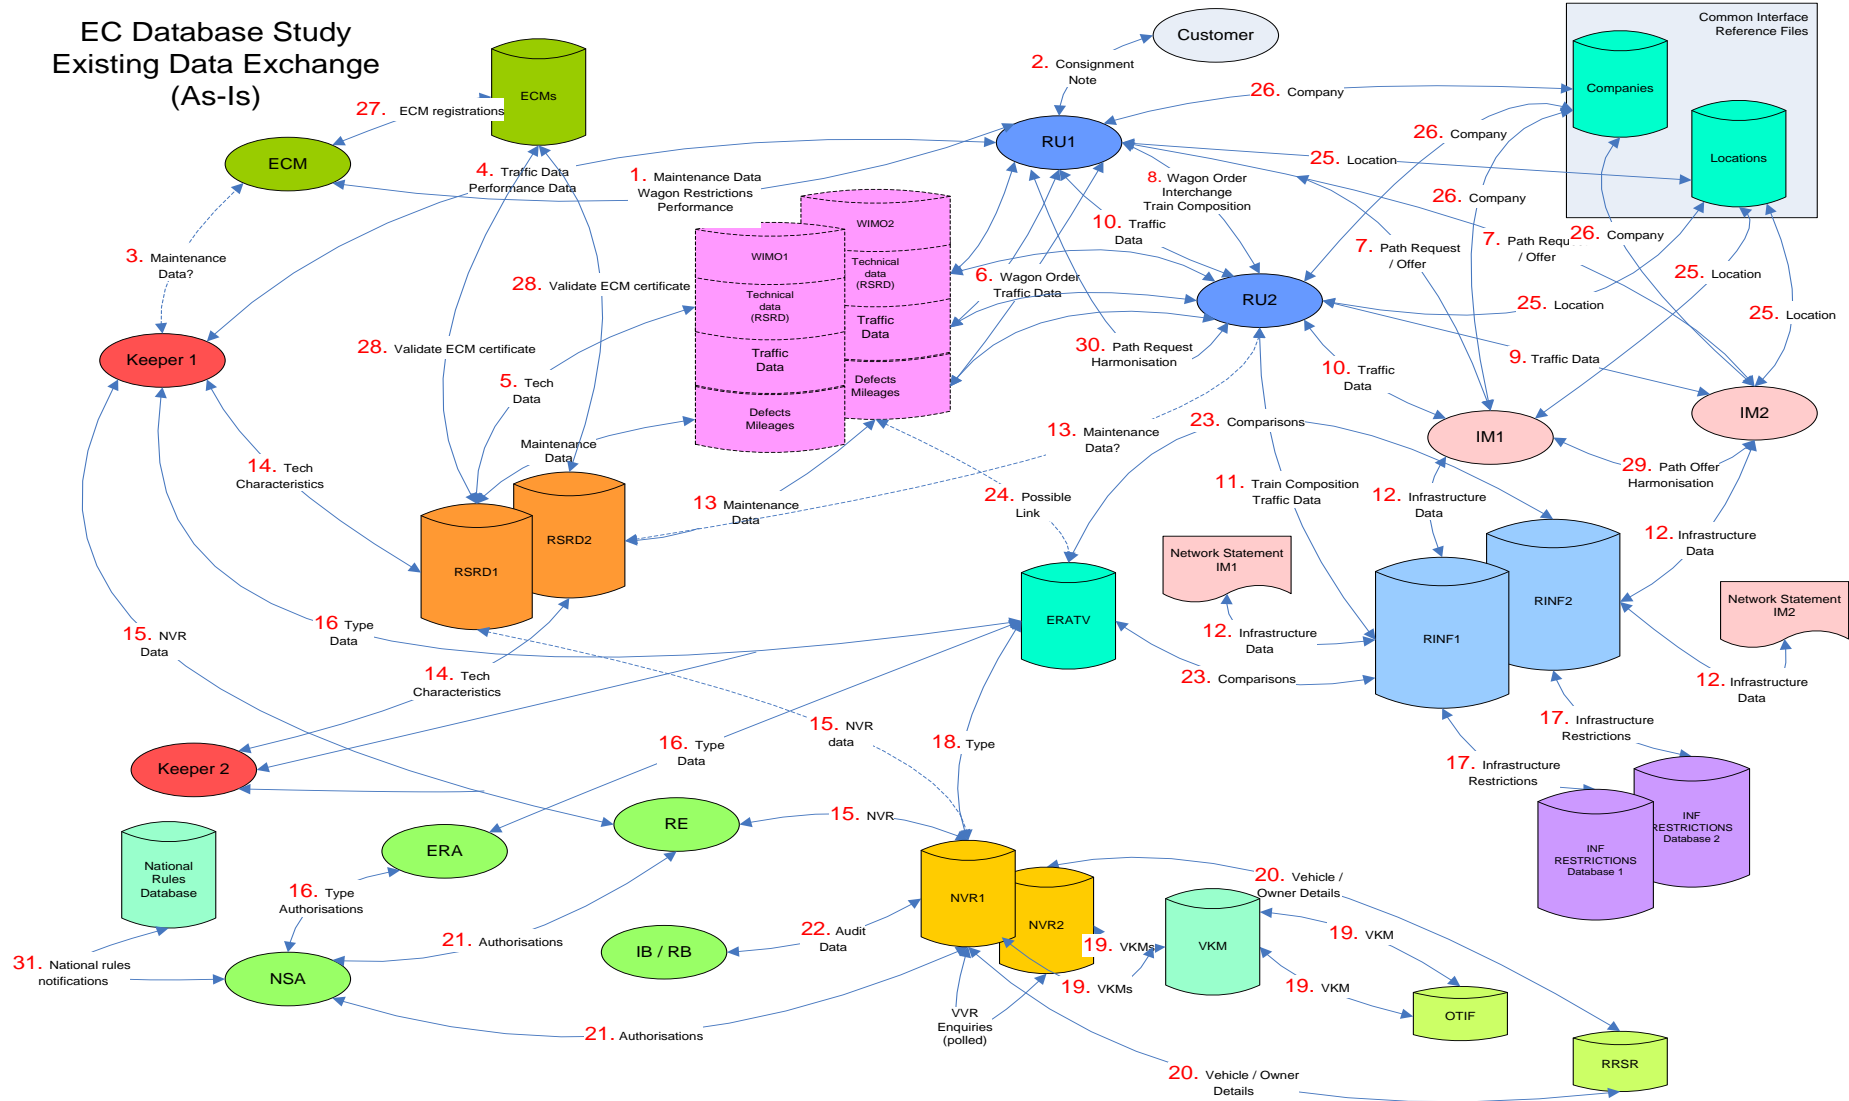 EC Database Study
Existing Data Exchange
(As-Is)
Common Interface
Reference Files
Customer
Companies
Locations
ECMs
ECM
RU1
RU2
2. Consignment
Note
27. ECM registrations
26. Company
26. Company
26. Company
26. Company
25. Location
25. Location
25. Location
25. Location
4. Traffic Data
Performance Data
1. Maintenance Data
Wagon Restrictions
Performance
8. Wagon Order
Interchange
Train Composition
10. Traffic
Data
7. Path Request
/ Offer
7. Path Requ
/ Offer
3. Maintenance
Data?
WIMO2
Technical
data
(RSRD)
Traffic
Data
Defects
Mileages
WIMO1
Technical
data
(RSRD)
Traffic
Data
Defects
Mileages
6. Wagon Order
Traffic Data
28. Validate ECM certificate
28. Validate ECM certificate
30. Path Request
Harmonisation
Keeper 1
5. Tech
Data
9. Traffic Data
10. Traffic
Data
IM1
IM2
23. Comparisons
13. Maintenance
Data?
Maintenance
Data
14. Tech
Characteristics
13 Maintenance
Data
24. Possible
Link
11. Train Composition
Traffic Data
12. Infrastructure
Data
29. Path Offer
Harmonisation
12. Infrastructure
Data
RSRD1
RSRD2
Network Statement
IM1
Network Statement
IM2
RINF1
RINF2
ERATV
15. NVR
Data
16 Type
Data
12. Infrastructure
Data
23. Comparisons
12. Infrastructure
Data
14. Tech
Characteristics
15. NVR
data
16. Type
Data
18. Type
17. Infrastructure
Restrictions
17. Infrastructure
Restrictions
Keeper 2
RE
15. NVR
ERA
National
Rules
Database
INF
RESTRICTIONS
Database 1
INF
RESTRICTIONS
Database 2
16. Type
Authorisations
20. Vehicle /
Owner Details
NVR1
NVR2
VKM
22. Audit
Data
IB / RB
21. Authorisations
19. VKMs
19. VKMs
19. VKM
19. VKM
31. National rules
notifications
NSA
VVR
Enquiries
(polled)
OTIF
21. Authorisations
RRSR
20. Vehicle / Owner
Details